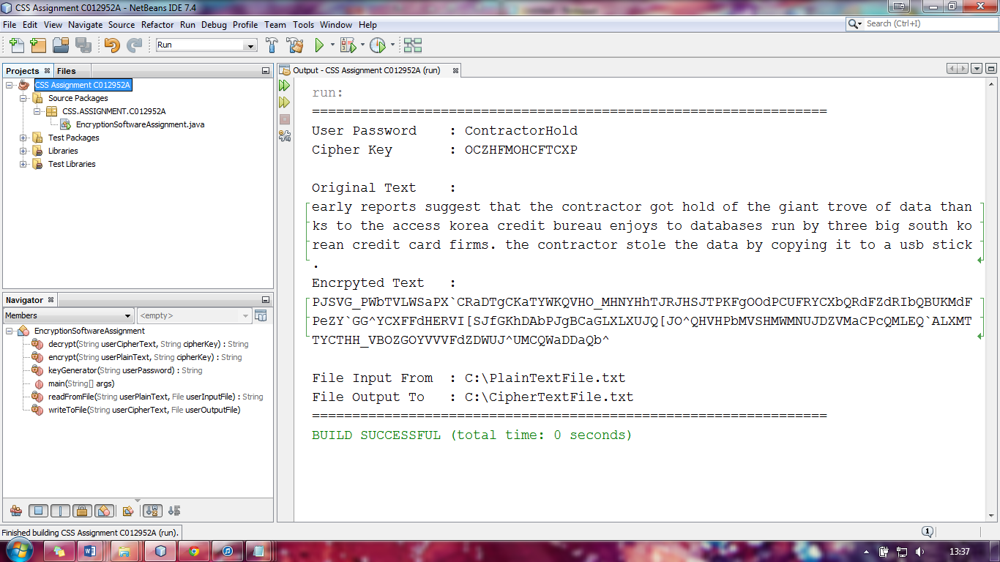 CSS Assignment C012952A - NetBeans IDE 7.4
File Edit View Navigate Source Refactor Run Debug Profile Team Tools Window Help
Search (Ctrl+I)
Run
Projects Files
CSS Assignment C012952A
Source Packages
CSS.ASSIGNMENT.C012952A
EncryptionSoftwareAssignment.java
Test Packages
Libraries
Test Libraries
Navigator
Members <empty>
EncryptionSoftwareAssignment
decrypt(String userCipherText, String cipherKey) : String
encrypt(String userPlainText, String cipherKey) : String
keyGenerator(String userPassword) : String
main(String[] args)
readFromFile(String userPlainText, File userInputFile) : String
writeToFile(String userCipherText, File userOutputFile)
Output - CSS Assignment C012952A (run)
run:
================================================================
User Password    : ContractorHold
Cipher Key       : OCZHFMOHCFTCXP
Original Text    :
early reports suggest that the contractor got hold of the giant trove of data than
ks to the access korea credit bureau enjoys to databases run by three big south ko
rean credit card firms. the contractor stole the data by copying it to a usb stick
.
Encrpyted Text   :
PJSVG_PWbTVLWSaPX`CRaDTgCKaTYWKQVHO_MHNYHhTJRJHSJTPKFgOOdPCUFRYCXbQRdFZdRIbQBUKMdF
PeZY`GG^YCXFFdHERVI[SJfGKhDAbPJgBCaGLXLXUJQ[JO^QHVHPbMVSHMWMNUJDZVMaCPcQMLEQ`ALXMT
TYCTHH_VBOZGOYVVVFdZDWUJ^UMCQWaDDaQb^
File Input From  : C:\PlainTextFile.txt
File Output To   : C:\CipherTextFile.txt
================================================================
BUILD SUCCESSFUL (total time: 0 seconds)
Finished building CSS Assignment C012952A (run).
1
13:37